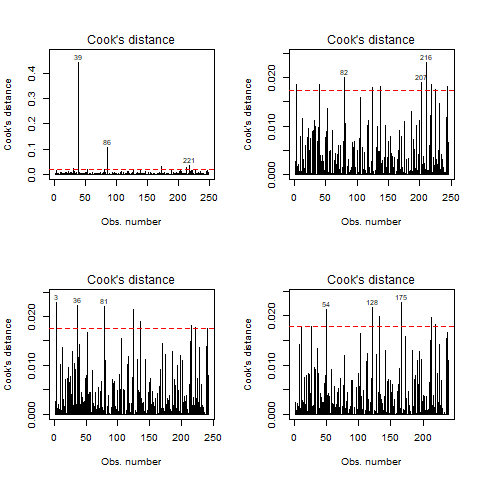 Cook's distance
Cook's distance
0.0 0.1 0.2 0.3 0.4
39
86
221
0 50 100 150 200 250
Obs. number
Cook's distance
Cook's distance
0.000 0.010 0.020
82
207
216
0 50 100 150 200 250
Obs. number
Cook's distance
Cook's distance
0.000 0.010 0.020
3
36
81
0 50 100 150 200 250
Obs. number
Cook's distance
Cook's distance
0.000 0.010 0.020
54
128
175
0 50 100 150 200
Obs. number